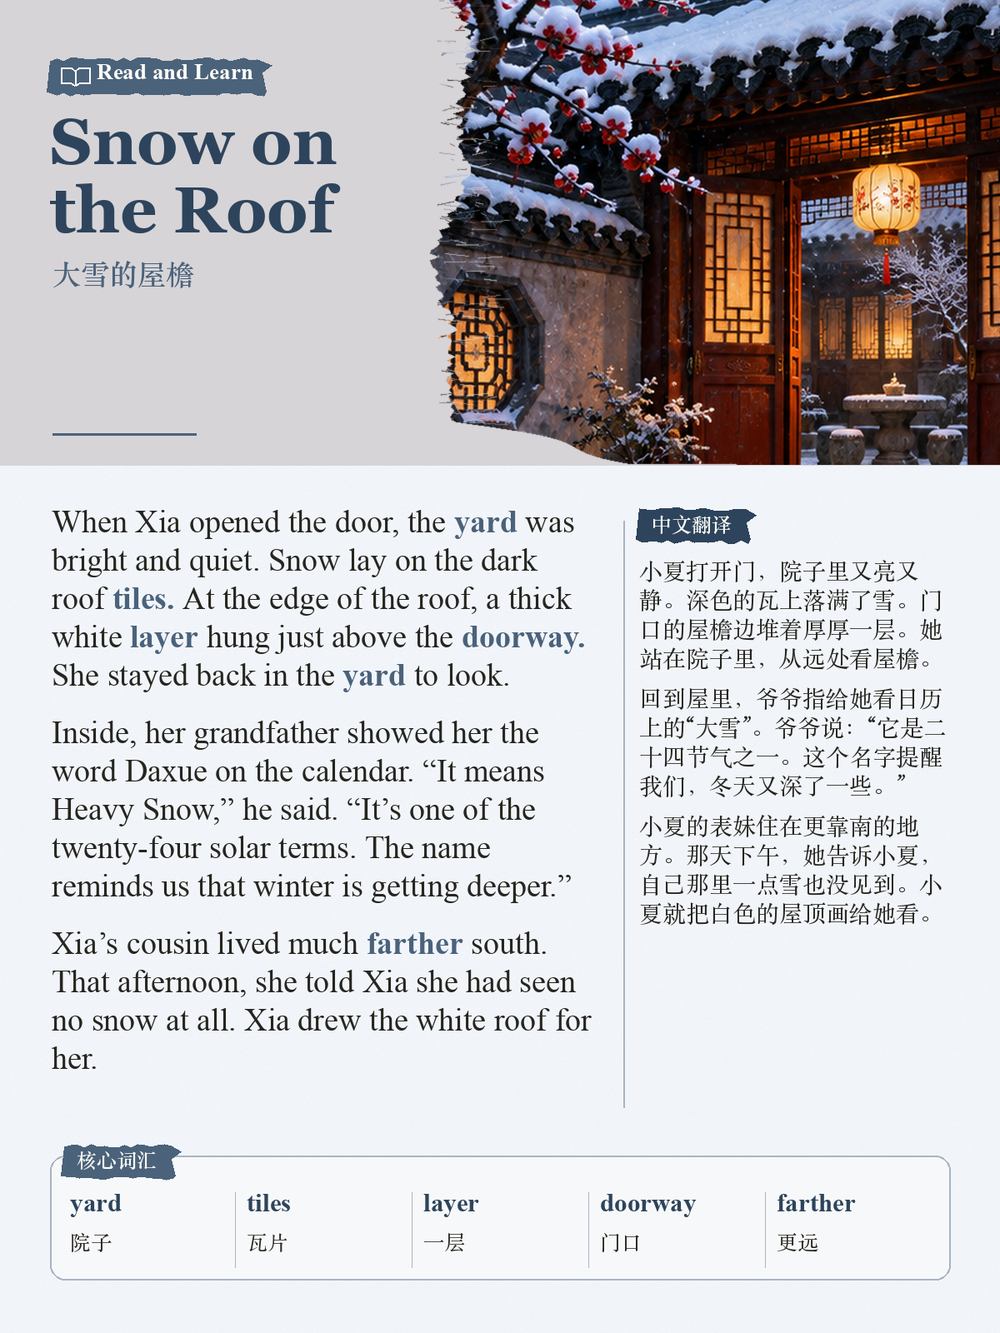 Read and Learn
Snow on
the Roof
大雪的屋檐
When Xia opened the door, the yard was
bright and quiet. Snow lay on the dark
roof tiles. At the edge of the roof, a thick
white layer hung just above the doorway.
She stayed back in the yard to look.
Inside, her grandfather showed her the
word Daxue on the calendar. “It means
Heavy Snow,” he said. “It’s one of the
twenty-four solar terms. The name
reminds us that winter is getting deeper.”
Xia’s cousin lived much farther south.
That afternoon, she told Xia she had seen
no snow at all. Xia drew the white roof for
her.
中文翻译
小夏打开门，院子里又亮又
静。深色的瓦上落满了雪。门
口的屋檐边堆着厚厚一层。她
站在院子里，从远处看屋檐。
回到屋里，爷爷指给她看日历
上的“大雪”。爷爷说：“它是二
十四节气之一。这个名字提醒
我们，冬天又深了一些。”
小夏的表妹住在更靠南的地
方。那天下午，她告诉小夏，
自己那里一点雪也没见到。小
夏就把白色的屋顶画给她看。
核心词汇
yard
院子
tiles
瓦片
layer
一层
doorway
门口
farther
更远